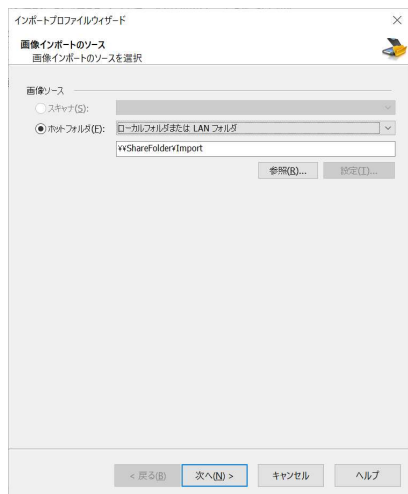 インポートプロファイルウィザード
画像インポートのソース
画像インポートのソースを選択
画像ソース
スキャナ(S):
ホットフォルダ(F): ローカルフォルダまたは LAN フォルダ
¥¥ShareFolder¥Import
参照(R)... 設定(T)...
< 戻る(B) 次へ(N) > キャンセル ヘルプ